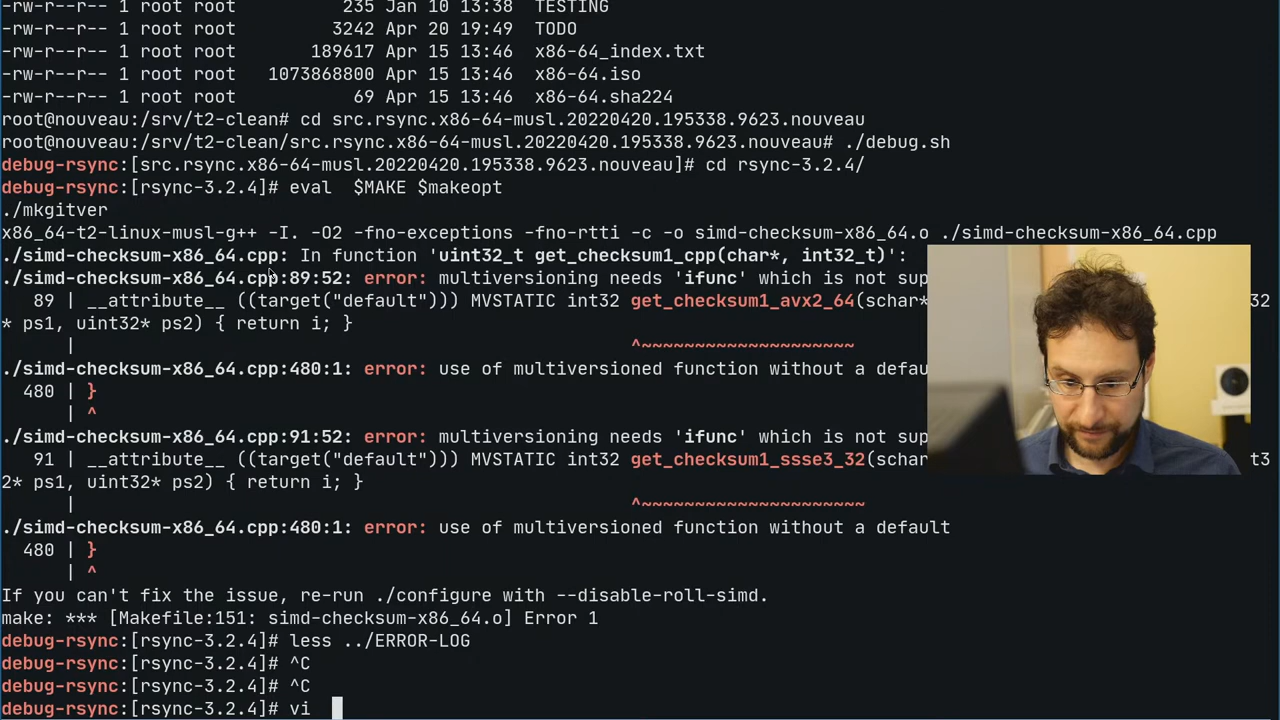 -rw-r--r-- 1 root root 235 Jan 10 13:38 TESTING
-rw-r--r-- 1 root root 3242 Apr 20 19:49 TODO
-rw-r--r-- 1 root root 189617 Apr 15 13:46 x86-64_index.txt
-rw-r--r-- 1 root root 1073868800 Apr 15 13:46 x86-64.iso
-rw-r--r-- 1 root root 69 Apr 15 13:46 x86-64.sha224
root@nouveau:/srv/t2-clean# cd src.rsync.x86-64-musl.20220420.195338.9623.nouveau
root@nouveau:/srv/t2-clean/src.rsync.x86-64-musl.20220420.195338.9623.nouveau# ./debug.sh
debug-rsync:[src.rsync.x86-64-musl.20220420.195338.9623.nouveau]# cd rsync-3.2.4/
debug-rsync:[rsync-3.2.4]# eval  $MAKE $makeopt
./mkgitver
x86_64-t2-linux-musl-g++ -I. -O2 -fno-exceptions -fno-rtti -c -o simd-checksum-x86_64.o ./simd-checksum-x86_64.cpp
./simd-checksum-x86_64.cpp: In function 'uint32_t get_checksum1_cpp(char*, int32_t)':
./simd-checksum-x86_64.cpp:89:52: error: multiversioning needs 'ifunc' which is not sup
89 | __attribute__ ((target("default"))) MVSTATIC int32 get_checksum1_avx2_64(schar* 32
* ps1, uint32* ps2) { return i; }
| ^~~~~~~~~~~~~~~~~~~~~
./simd-checksum-x86_64.cpp:480:1: error: use of multiversioned function without a defau
480 | }
| ^
./simd-checksum-x86_64.cpp:91:52: error: multiversioning needs 'ifunc' which is not sup
91 | __attribute__ ((target("default"))) MVSTATIC int32 get_checksum1_ssse3_32(schar t3
2* ps1, uint32* ps2) { return i; }
| ^~~~~~~~~~~~~~~~~~~~~~
./simd-checksum-x86_64.cpp:480:1: error: use of multiversioned function without a default
480 | }
| ^
If you can't fix the issue, re-run ./configure with --disable-roll-simd.
make: *** [Makefile:151: simd-checksum-x86_64.o] Error 1
debug-rsync:[rsync-3.2.4]# less ../ERROR-LOG
debug-rsync:[rsync-3.2.4]# ^C
debug-rsync:[rsync-3.2.4]# ^C
debug-rsync:[rsync-3.2.4]# vi